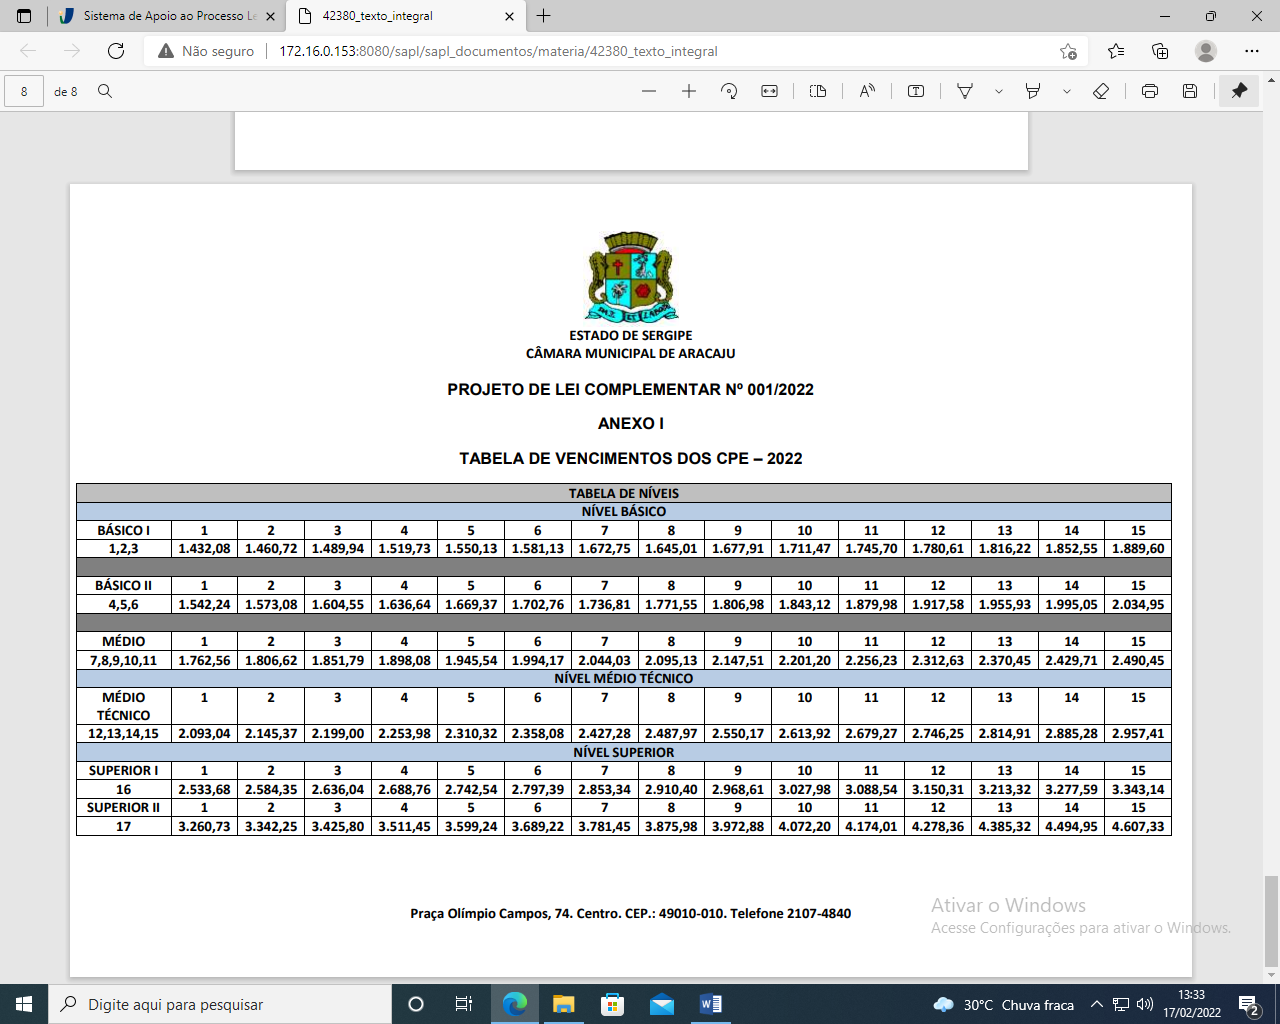 Sistema de Apoio ao Processo Le
42380_texto_integral
Não seguro
172.16.0.153:8080/sapl/sapl_documentos/materia/42380_texto_integral
8
de 8
PAX ET LABOR
ESTADO DE SERGIPE
CÂMARA MUNICIPAL DE ARACAJU
PROJETO DE LEI COMPLEMENTAR Nº 001/2022
ANEXO I
TABELA DE VENCIMENTOS DOS CPE – 2022
TABELA DE NÍVEIS
NÍVEL BÁSICO
BÁSICO I 1 2 3 4 5 6 7 8 9 10 11 12 13 14 15
1,2,3 1.432,08 1.460,72 1.489,94 1.519,73 1.550,13 1.581,13 1.672,75 1.645,01 1.677,91 1.711,47 1.745,70 1.780,61 1.816,22 1.852,55 1.889,60
BÁSICO II 1 2 3 4 5 6 7 8 9 10 11 12 13 14 15
4,5,6 1.542,24 1.573,08 1.604,55 1.636,64 1.669,37 1.702,76 1.736,81 1.771,55 1.806,98 1.843,12 1.879,98 1.917,58 1.955,93 1.995,05 2.034,95
MÉDIO 1 2 3 4 5 6 7 8 9 10 11 12 13 14 15
7,8,9,10,11 1.762,56 1.806,62 1.851,79 1.898,08 1.945,54 1.994,17 2.044,03 2.095,13 2.147,51 2.201,20 2.256,23 2.312,63 2.370,45 2.429,71 2.490,45
NÍVEL MÉDIO TÉCNICO
MÉDIO 1 2 3 4 5 6 7 8 9 10 11 12 13 14 15
TÉCNICO
12,13,14,15 2.093,04 2.145,37 2.199,00 2.253,98 2.310,32 2.358,08 2.427,28 2.487,97 2.550,17 2.613,92 2.679,27 2.746,25 2.814,91 2.885,28 2.957,41
NÍVEL SUPERIOR
SUPERIOR I 1 2 3 4 5 6 7 8 9 10 11 12 13 14 15
16 2.533,68 2.584,35 2.636,04 2.688,76 2.742,54 2.797,39 2.853,34 2.910,40 2.968,61 3.027,98 3.088,54 3.150,31 3.213,32 3.277,59 3.343,14
SUPERIOR II 1 2 3 4 5 6 7 8 9 10 11 12 13 14 15
17 3.260,73 3.342,25 3.425,80 3.511,45 3.599,24 3.689,22 3.781,45 3.875,98 3.972,88 4.072,20 4.174,01 4.278,36 4.385,32 4.494,95 4.607,33
Praça Olímpio Campos, 74. Centro. CEP.: 49010-010. Telefone 2107-4840
Ativar o Windows
Acesse Configurações para ativar o Windows.
Digite aqui para pesquisar
30°C Chuva fraca
13:33
17/02/2022
2